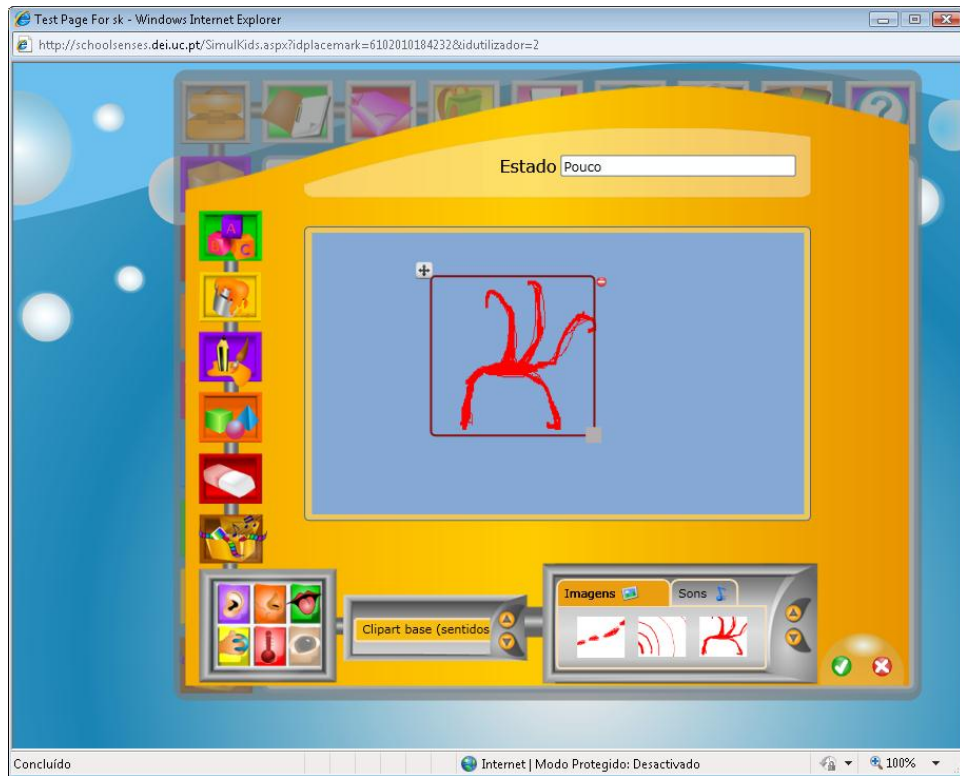 Test Page For sk - Windows Internet Explorer
http://schoolsenses.dei.uc.pt/SimulKids.aspx?idplacemark=6102010184232&idutilizador=2
Estado Pouco
A
B C
Imagens Sons
Clipart base (sentidos
Concluído Internet | Modo Protegido: Desactivado 100%